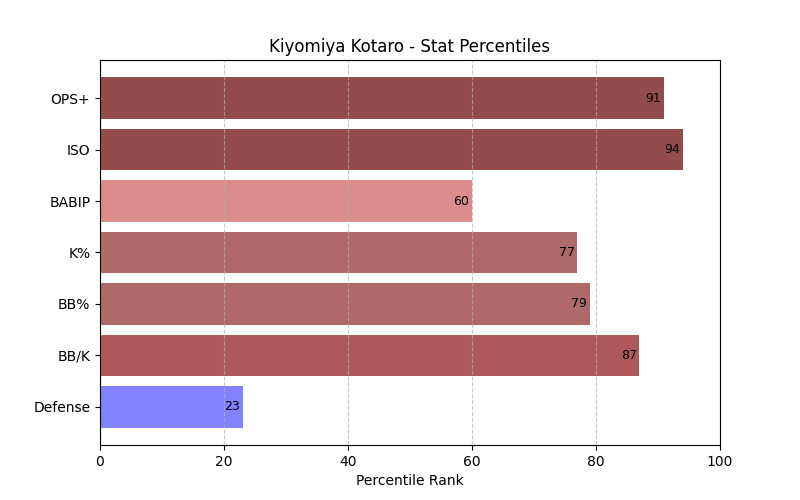 Kiyomiya Kotaro - Stat Percentiles
OPS+ 91
ISO 94
BABIP 60
K% 77
BB% 79
BB/K 87
Defense 23
0 20 40 60 80 100
Percentile Rank